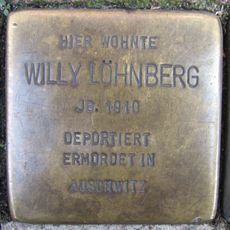 HIER WOHNTE
WILLY LÖHNBERG
JG. 1910
DEPORTIERT
ERMORDET IN
AUSCHWITZ